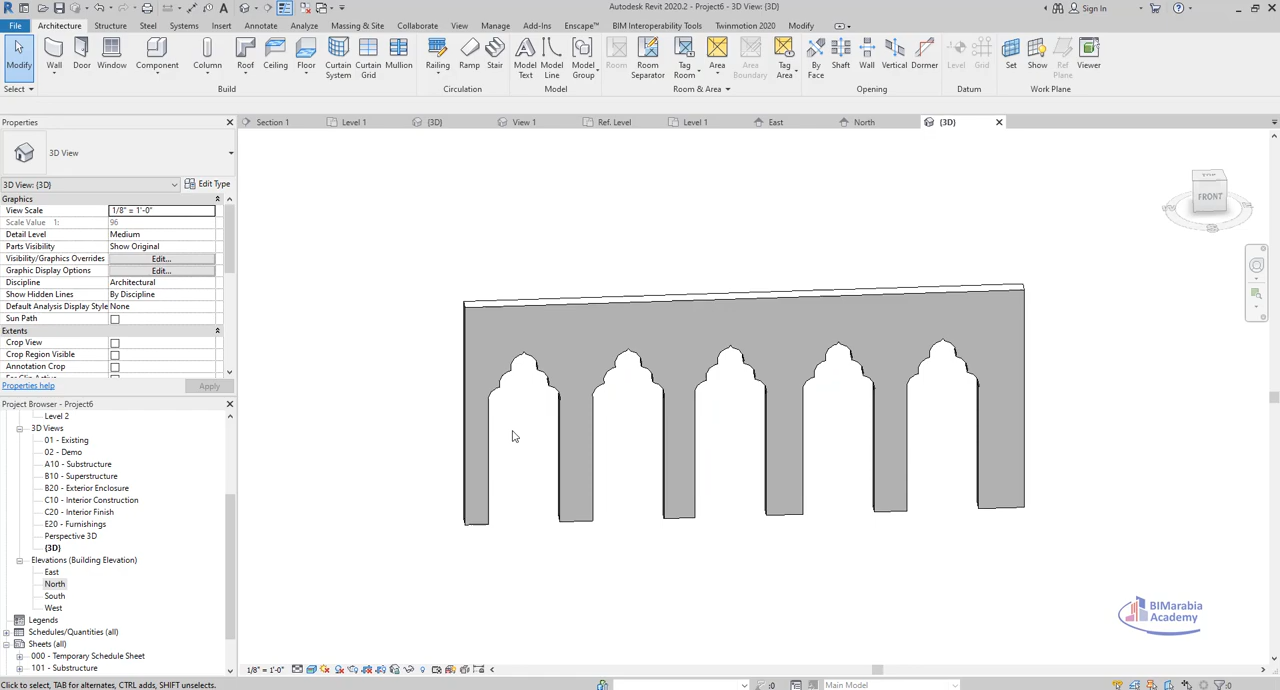 Autodesk Revit 2020.2 - Project6 - 3D View: {3D}
Sign In
File Architecture Structure Steel Systems Insert Annotate Analyze Massing & Site Collaborate View Manage Add-Ins Enscape™ BIM Interoperability Tools Twinmotion 2020 Modify
Modify Wall Door Window Component Column Roof Ceiling Floor Curtain System Curtain Grid Mullion Railing Ramp Stair Model Text Model Line Model Group Room Room Separator Tag Room Area Area Boundary Tag Area By Face Shaft Wall Vertical Dormer Level Grid Set Show Ref Plane Viewer
Select Build Circulation Model Room & Area Opening Datum Work Plane
Properties
Section 1 Level 1 {3D} View 1 Ref. Level Level 1 East North {3D}
3D View
3D View: {3D} Edit Type
Graphics
View Scale 1/8" = 1'-0"
Scale Value 1: 96
Detail Level Medium
Parts Visibility Show Original
Visibility/Graphics Overrides Edit...
Graphic Display Options Edit...
Discipline Architectural
Show Hidden Lines By Discipline
Default Analysis Display Style None
Sun Path
Extents
Crop View
Crop Region Visible
Annotation Crop
Properties help Apply
Project Browser - Project6
Level 2
3D Views
01 - Existing
02 - Demo
A10 - Substructure
B10 - Superstructure
B20 - Exterior Enclosure
C10 - Interior Construction
C20 - Interior Finish
E20 - Furnishings
Perspective 3D
{3D}
Elevations (Building Elevation)
East
North
South
West
Legends
Schedules/Quantities (all)
Sheets (all)
000 - Temporary Schedule Sheet
101 - Substructure
TOP
FRONT
BIMarabia
Academy
1/8" = 1'-0"
Click to select, TAB for alternates, CTRL adds, SHIFT unselects.
:0 Main Model :0